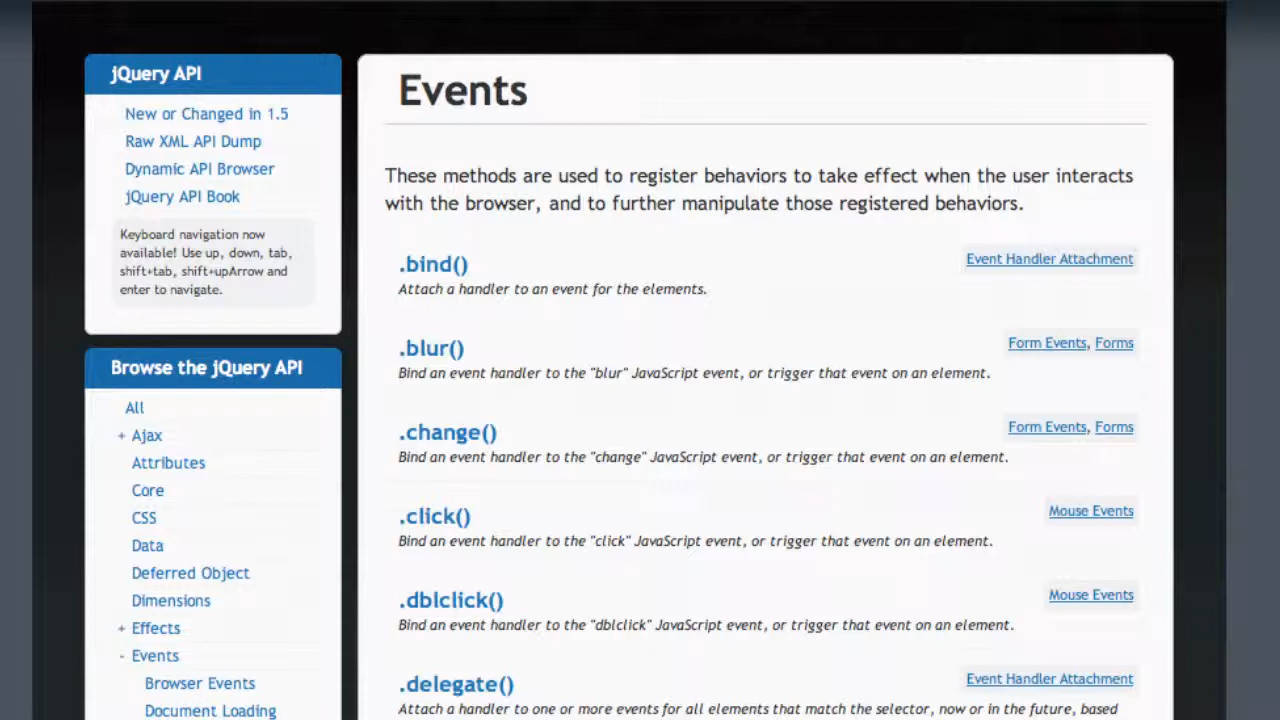 jQuery API
New or Changed in 1.5
Raw XML API Dump
Dynamic API Browser
jQuery API Book
Keyboard navigation now
available! Use up, down, tab,
shift+tab, shift+upArrow and
enter to navigate.
Browse the jQuery API
All
+ Ajax
Attributes
Core
CSS
Data
Deferred Object
Dimensions
+ Effects
- Events
Browser Events
Document Loading
Events
These methods are used to register behaviors to take effect when the user interacts
with the browser, and to further manipulate those registered behaviors.
.bind()
Event Handler Attachment
Attach a handler to an event for the elements.
.blur()
Form Events, Forms
Bind an event handler to the "blur" JavaScript event, or trigger that event on an element.
.change()
Form Events, Forms
Bind an event handler to the "change" JavaScript event, or trigger that event on an element.
.click()
Mouse Events
Bind an event handler to the "click" JavaScript event, or trigger that event on an element.
.dblclick()
Mouse Events
Bind an event handler to the "dblclick" JavaScript event, or trigger that event on an element.
.delegate()
Event Handler Attachment
Attach a handler to one or more events for all elements that match the selector, now or in the future, based